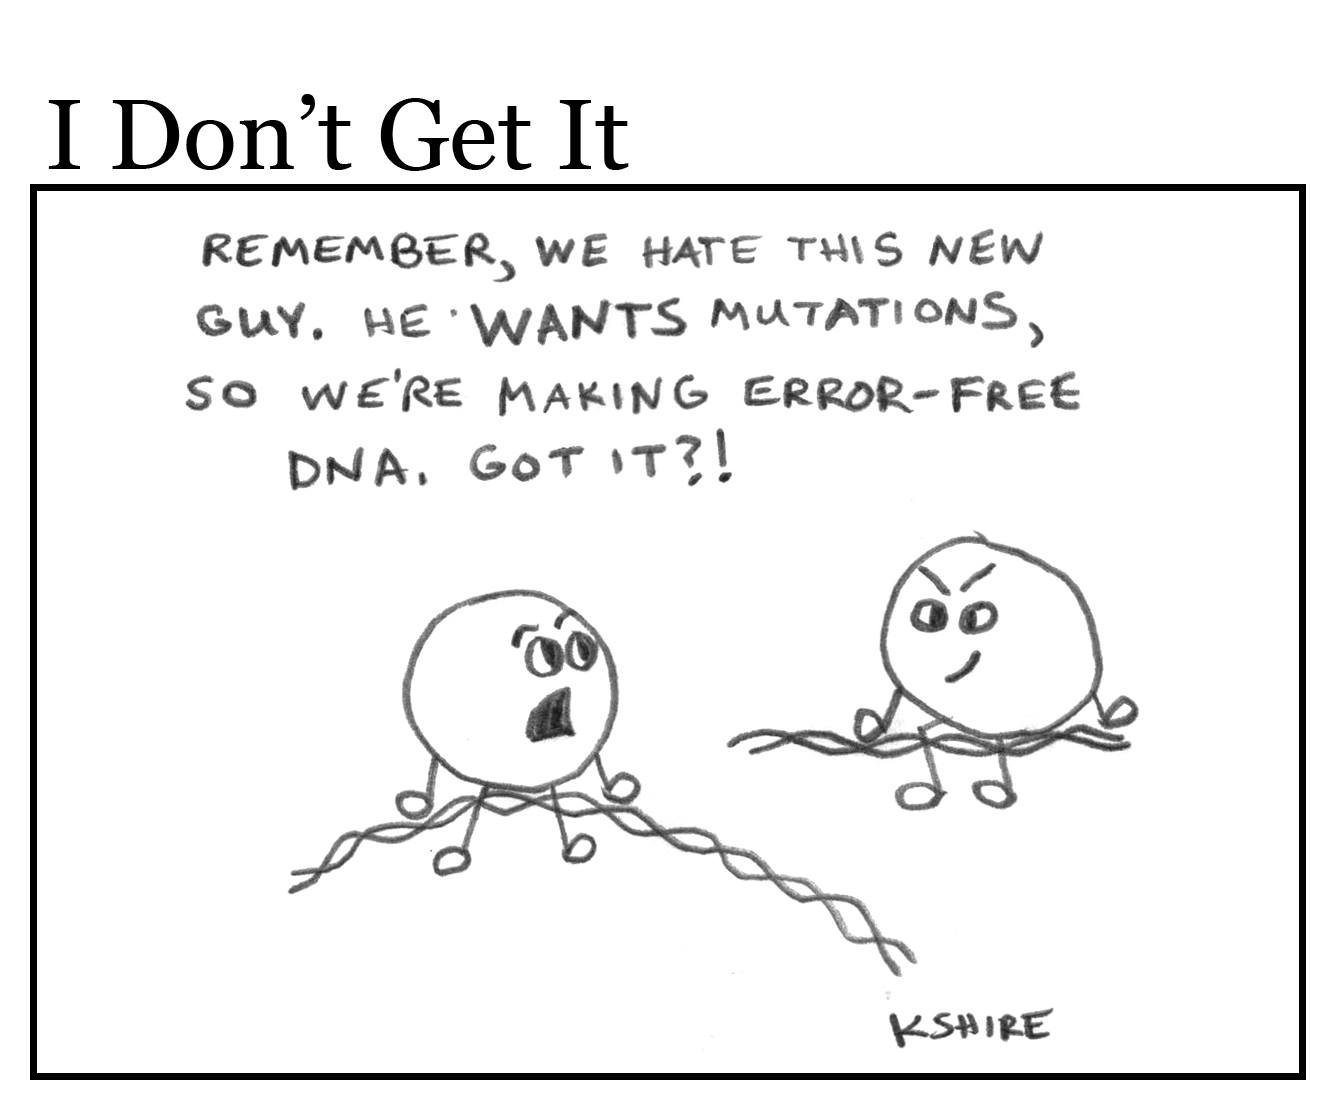 I Don’t Get It
REMEMBER, WE HATE THIS NEW
GUY. HE WANTS MUTATIONS,
SO WE'RE MAKING ERROR-FREE
DNA. GOT IT?!
KSHIRE